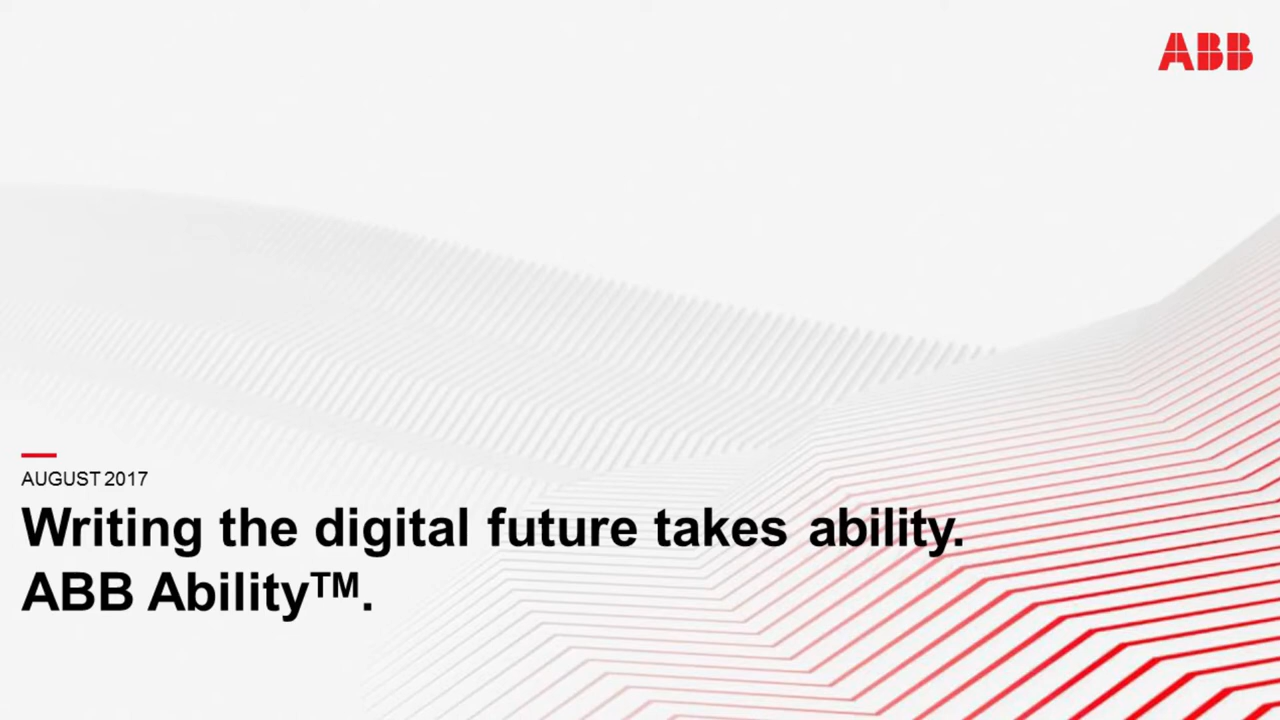 ABB
AUGUST 2017
Writing the digital future takes ability.
ABB Ability™.